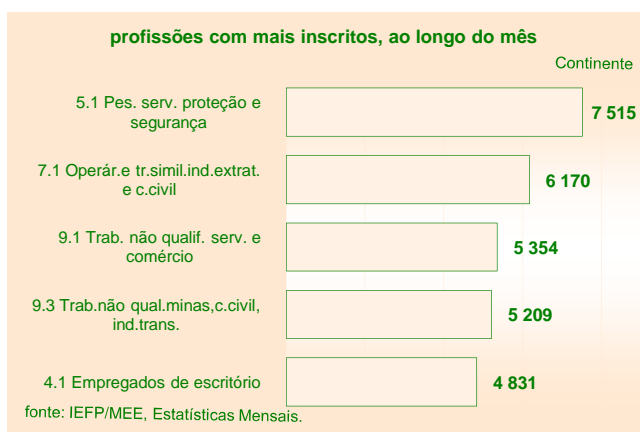 profissões com mais inscritos, ao longo do mês
Continente
5.1 Pes. serv. proteção e
segurança
7 515
7.1 Operár.e tr.simil.ind.extrat.
e c.civil
6 170
9.1 Trab. não qualif. serv. e
comércio
5 354
9.3 Trab.não qual.minas,c.civil,
ind.trans.
5 209
4.1 Empregados de escritório
4 831
fonte: IEFP/MEE, Estatísticas Mensais.